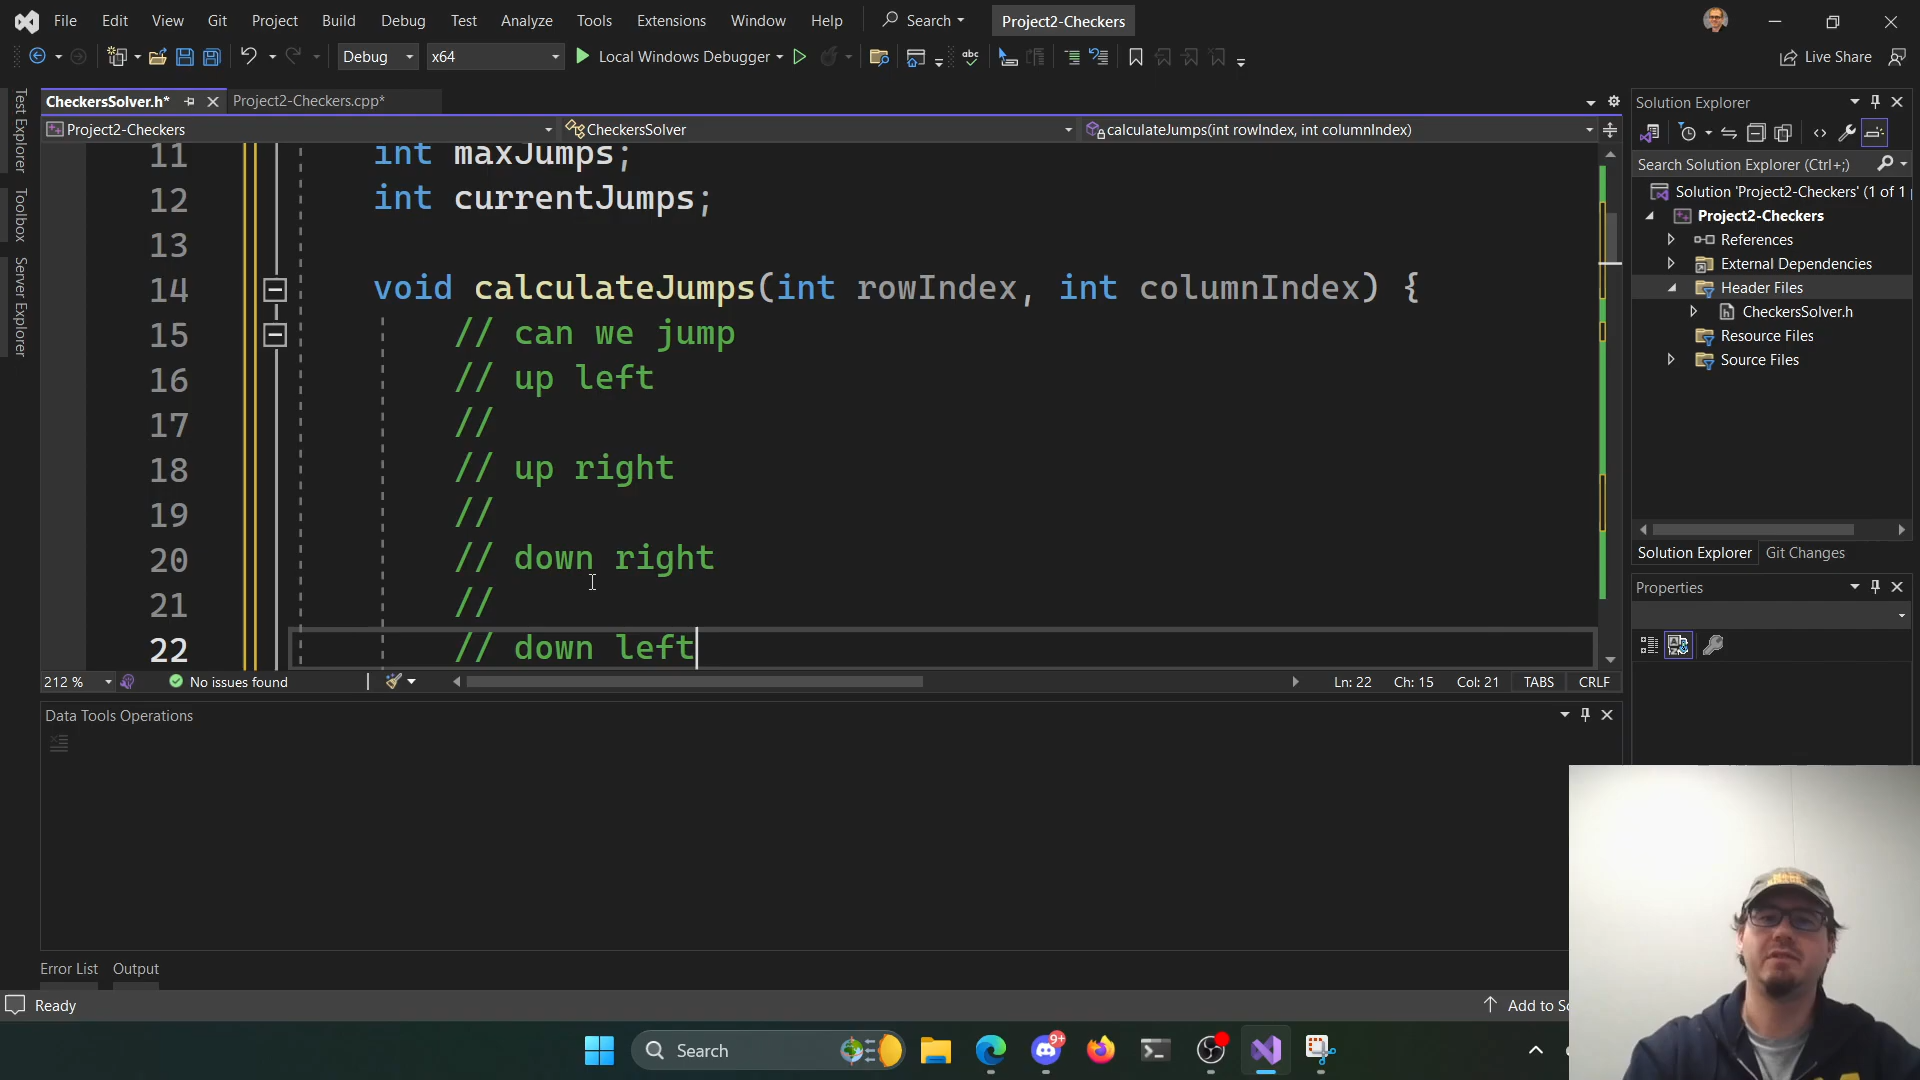 File Edit View Git Project Build Debug Test Analyze Tools Extensions Window Help Search Project2-Checkers
Debug x64 Local Windows Debugger Live Share
CheckersSolver.h* Project2-Checkers.cpp*
Project2-Checkers CheckersSolver calculateJumps(int rowIndex, int columnIndex)
Test Explorer
Toolbox
Server Explorer
11 int maxJumps;
12 int currentJumps;
13
14 void calculateJumps(int rowIndex, int columnIndex) {
15 // can we jump
16 // up left
17 //
18 // up right
19 //
20 // down right
21 //
22 // down left
212 % No issues found Ln: 22 Ch: 15 Col: 21 TABS CRLF
Data Tools Operations
Error List Output
Ready Add to So
Solution Explorer
Search Solution Explorer (Ctrl+;)
Solution 'Project2-Checkers' (1 of 1
Project2-Checkers
References
External Dependencies
Header Files
CheckersSolver.h
Resource Files
Source Files
Solution Explorer Git Changes
Properties
Search
9+